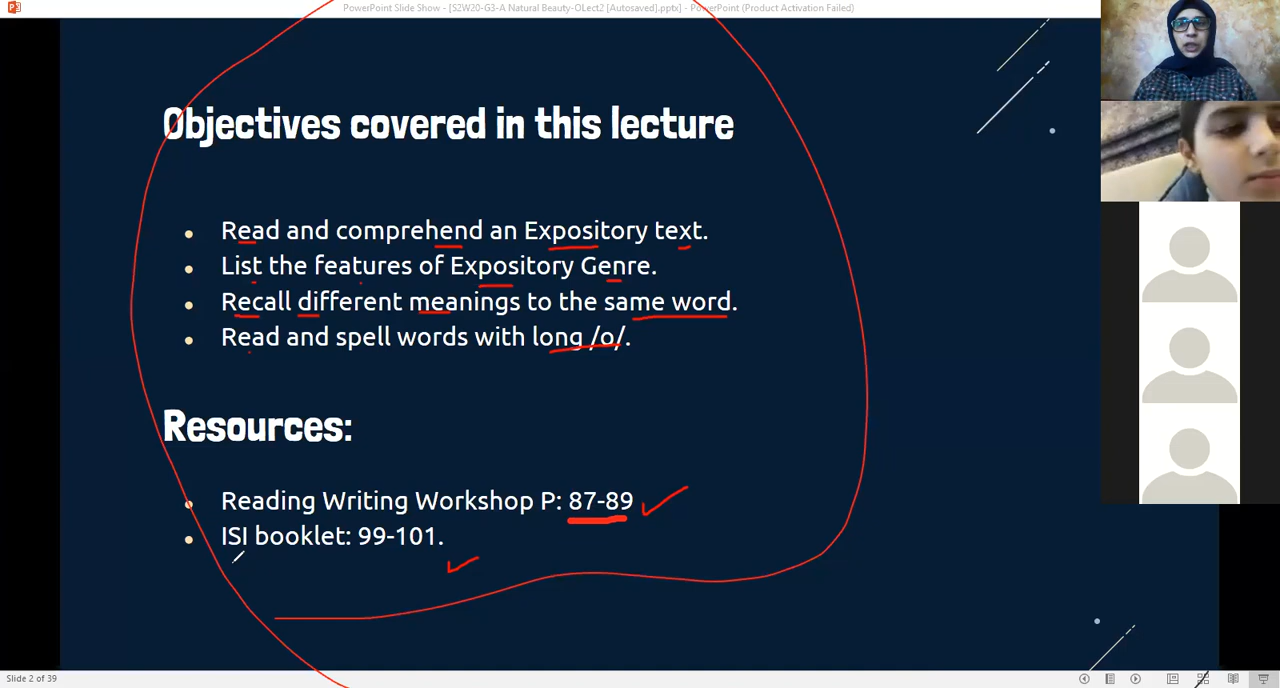 PowerPoint Slide Show - [S2W20-G3-A Natural Beauty-OLect2 [Autosaved].pptx] - PowerPoint (Product Activation Failed)
Objectives covered in this lecture
• Read and comprehend an Expository text.
• List the features of Expository Genre.
• Recall different meanings to the same word.
• Read and spell words with long /o/.
Resources:
• Reading Writing Workshop P: 87-89
• ISI booklet: 99-101.
Slide 2 of 39